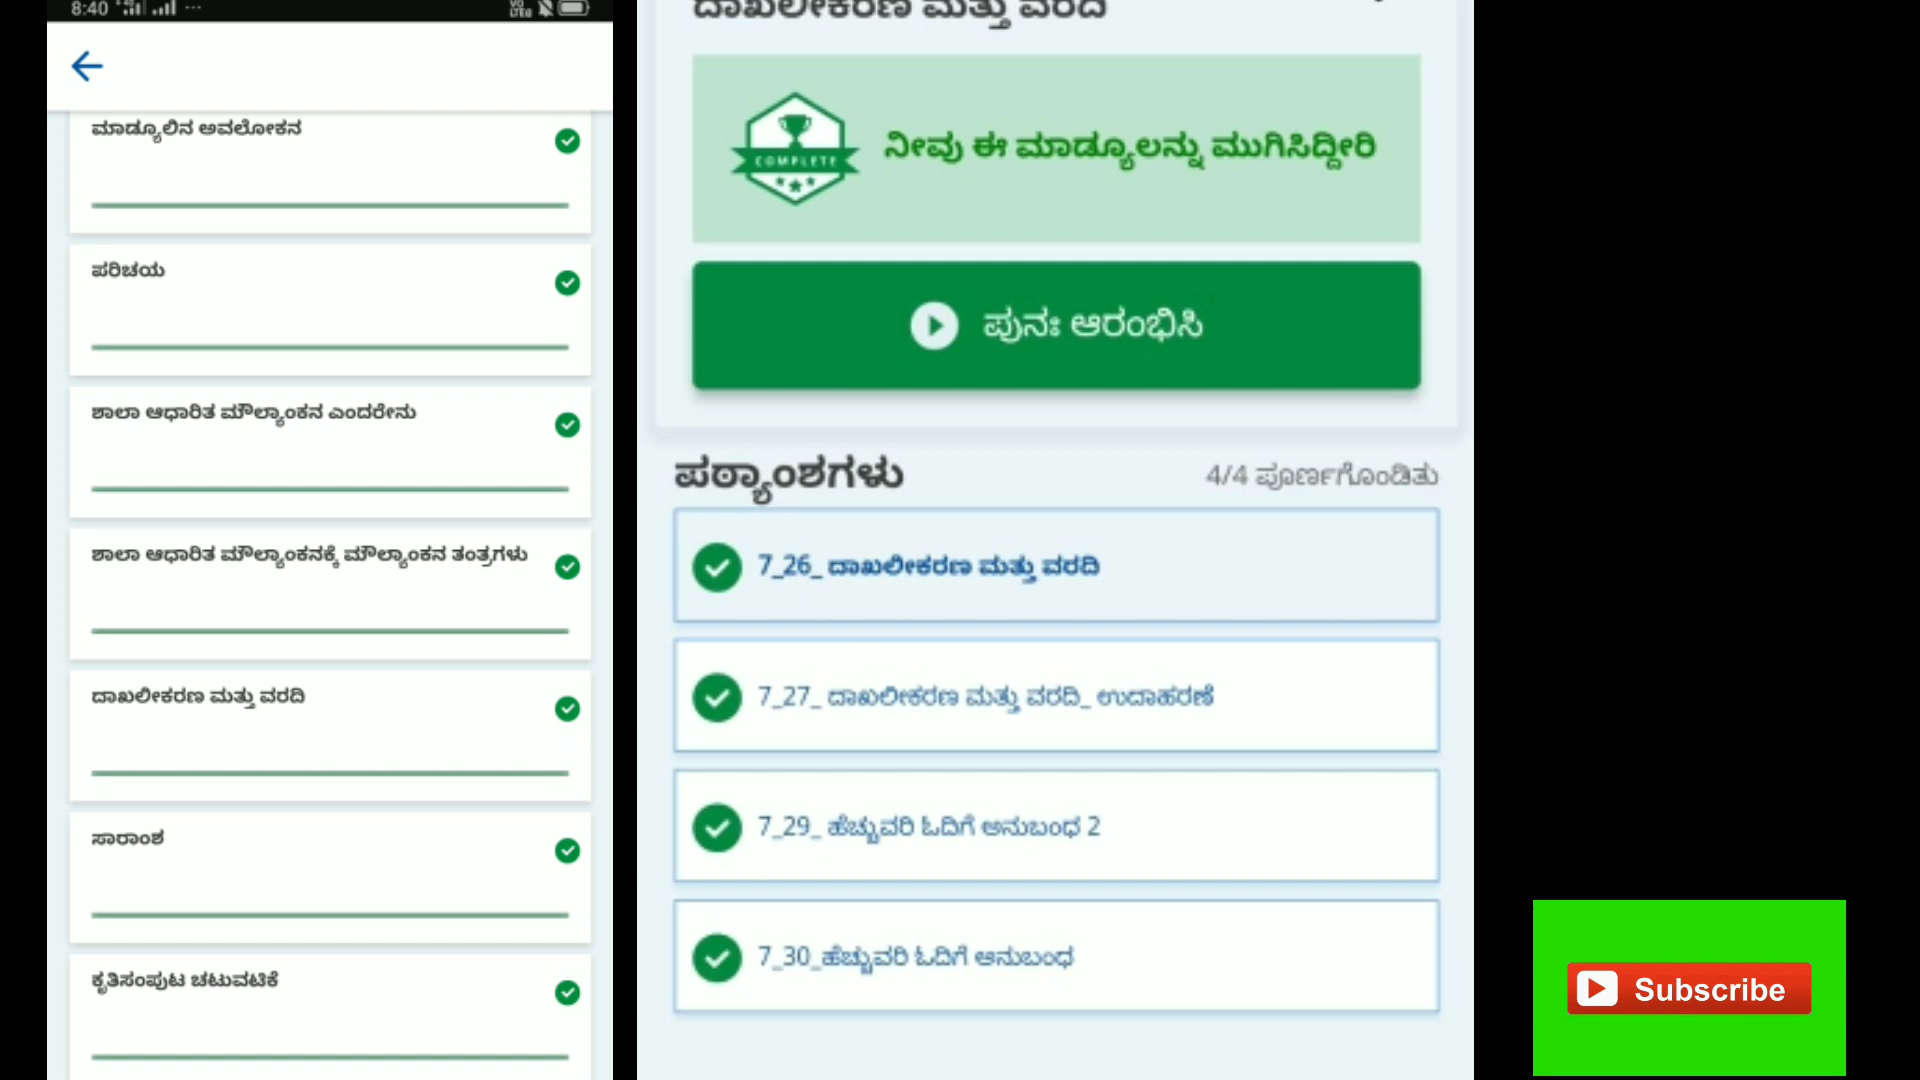 8:40
ಮಾಡ್ಯೂಲಿನ ಅವಲೋಕನ
ಪರಿಚಯ
ಶಾಲಾ ಆಧಾರಿತ ಮೌಲ್ಯಾಂಕನ ಎಂದರೇನು
ಶಾಲಾ ಆಧಾರಿತ ಮೌಲ್ಯಾಂಕನಕ್ಕೆ ಮೌಲ್ಯಾಂಕನ ತಂತ್ರಗಳು
ದಾಖಲೀಕರಣ ಮತ್ತು ವರದಿ
ಸಾರಾಂಶ
ಕೃತಿಸಂಪುಟ ಚಟುವಟಿಕೆ
ದಾಖಲೀಕರಣ ಮತ್ತು ವರದಿ
COMPLETE
ನೀವು ಈ ಮಾಡ್ಯೂಲನ್ನು ಮುಗಿಸಿದ್ದೀರಿ
ಪುನಃ ಆರಂಭಿಸಿ
ಪಠ್ಯಾಂಶಗಳು
4/4 ಪೂರ್ಣಗೊಂಡಿತು
7_26_ ದಾಖಲೀಕರಣ ಮತ್ತು ವರದಿ
7_27_ ದಾಖಲೀಕರಣ ಮತ್ತು ವರದಿ_ ಉದಾಹರಣೆ
7_29_ ಹೆಚ್ಚುವರಿ ಓದಿಗೆ ಅನುಬಂಧ 2
7_30_ಹೆಚ್ಚುವರಿ ಓದಿಗೆ ಅನುಬಂಧ
Subscribe